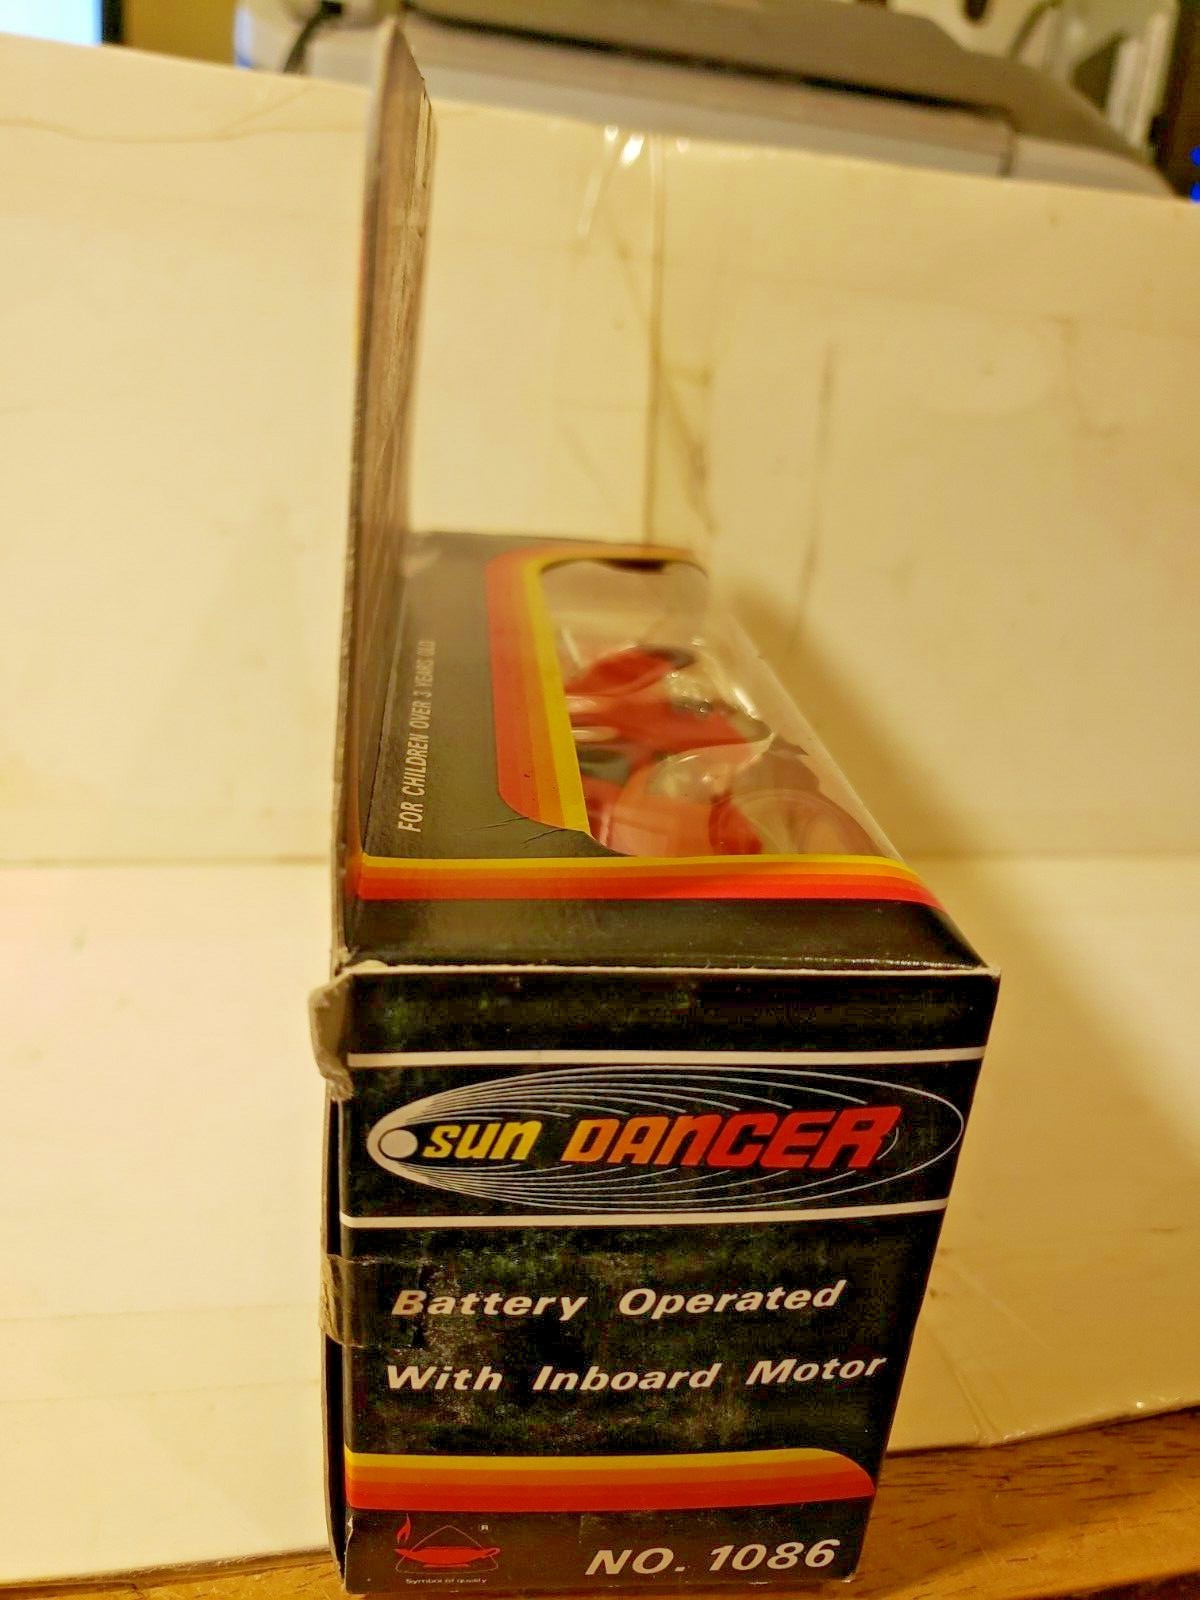 FOR CHILDREN OVER 3 YEARS OLD
SUN DANCER
Battery Operated
With Inboard Motor
®
Symbol of quality
NO. 1086